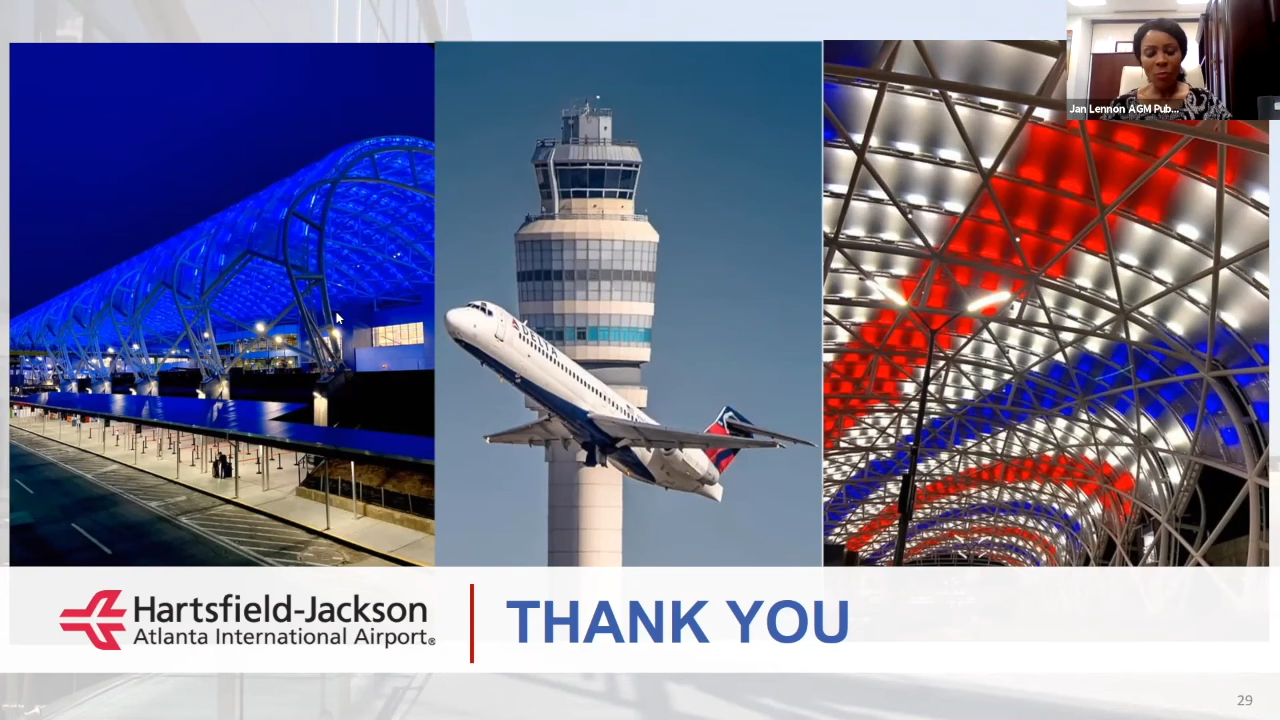 Jan Lennon AGM Pub...
DELTA
Hartsfield-Jackson
Atlanta International Airport®
THANK YOU
29